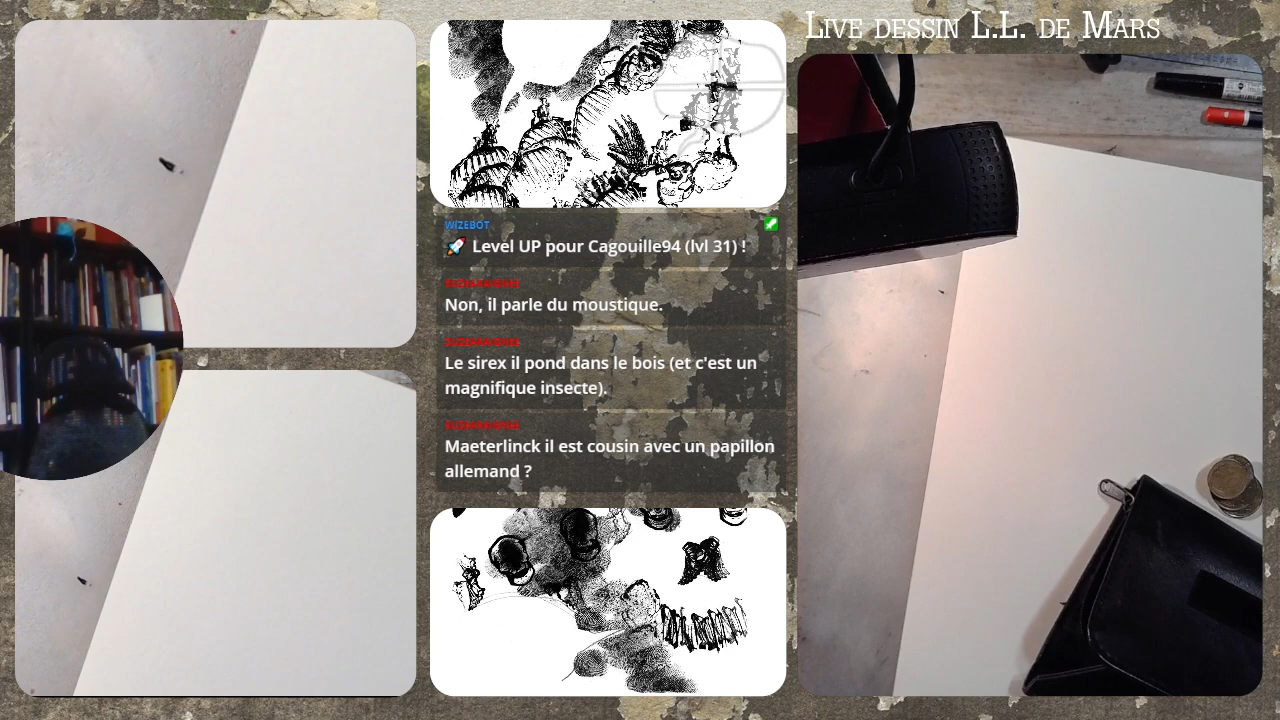 Live dessin L.L. de Mars
WIZEBOT
Level UP pour Cagouille94 (lvl 31) !
Non, il parle du moustique.
Le sirex il pond dans le bois (et c'est un
magnifique insecte).
Maeterlinck il est cousin avec un papillon
allemand ?